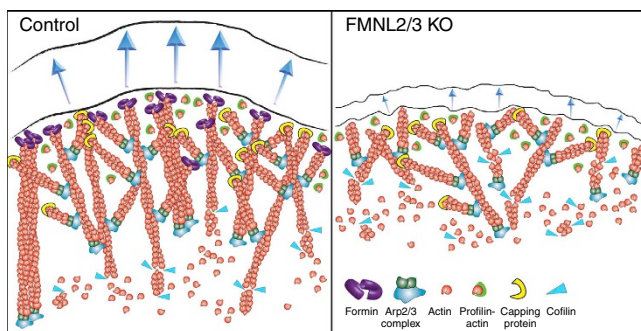 Control
FMNL2/3 KO
Formin
Arp2/3
complex
Actin
Profilin-
actin
Capping
protein
Cofilin